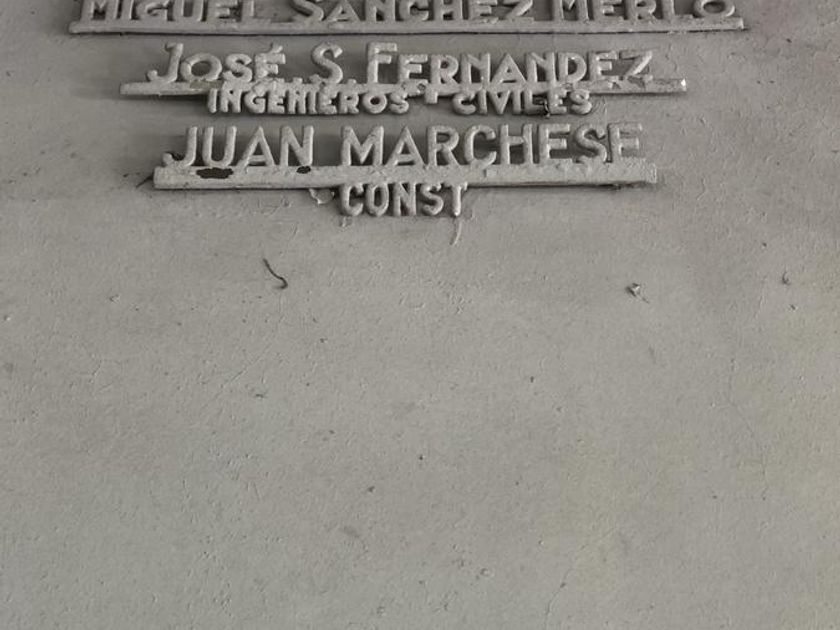 MIGUEL SANCHEZ MERLO
JOSÉ S. FERNANDEZ
INGENIEROS CIVILES
JUAN MARCHESE
CONST